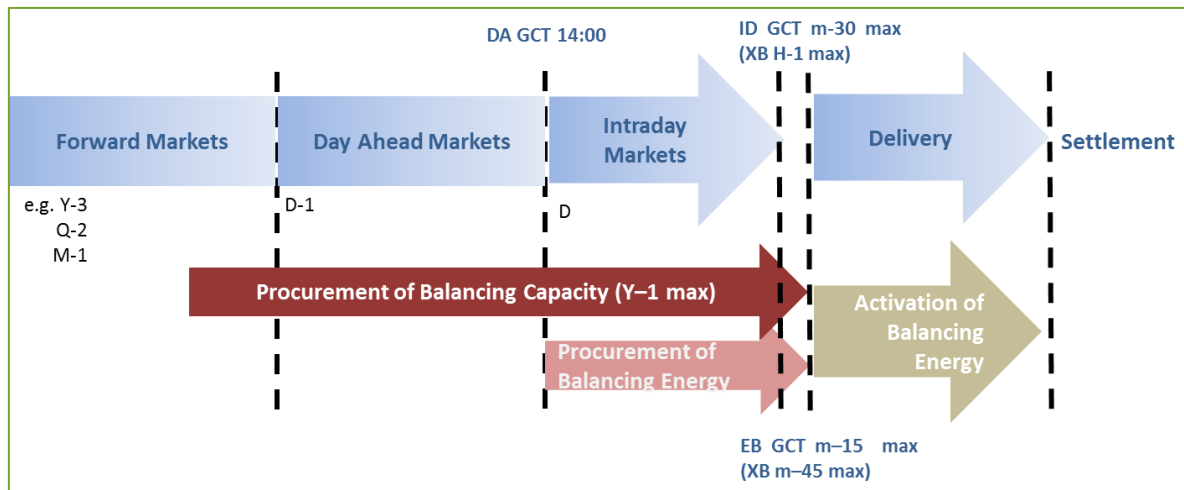 DA GCT 14:00
ID GCT m-30 max
(XB H-1 max)
Forward Markets
Day Ahead Markets
Intraday
Markets
Delivery
Settlement
e.g. Y-3
Q-2
M-1
D-1
D
Procurement of Balancing Capacity (Y–1 max)
Procurement of
Balancing Energy
Activation of
Balancing
Energy
EB GCT m–15 max
(XB m–45 max)